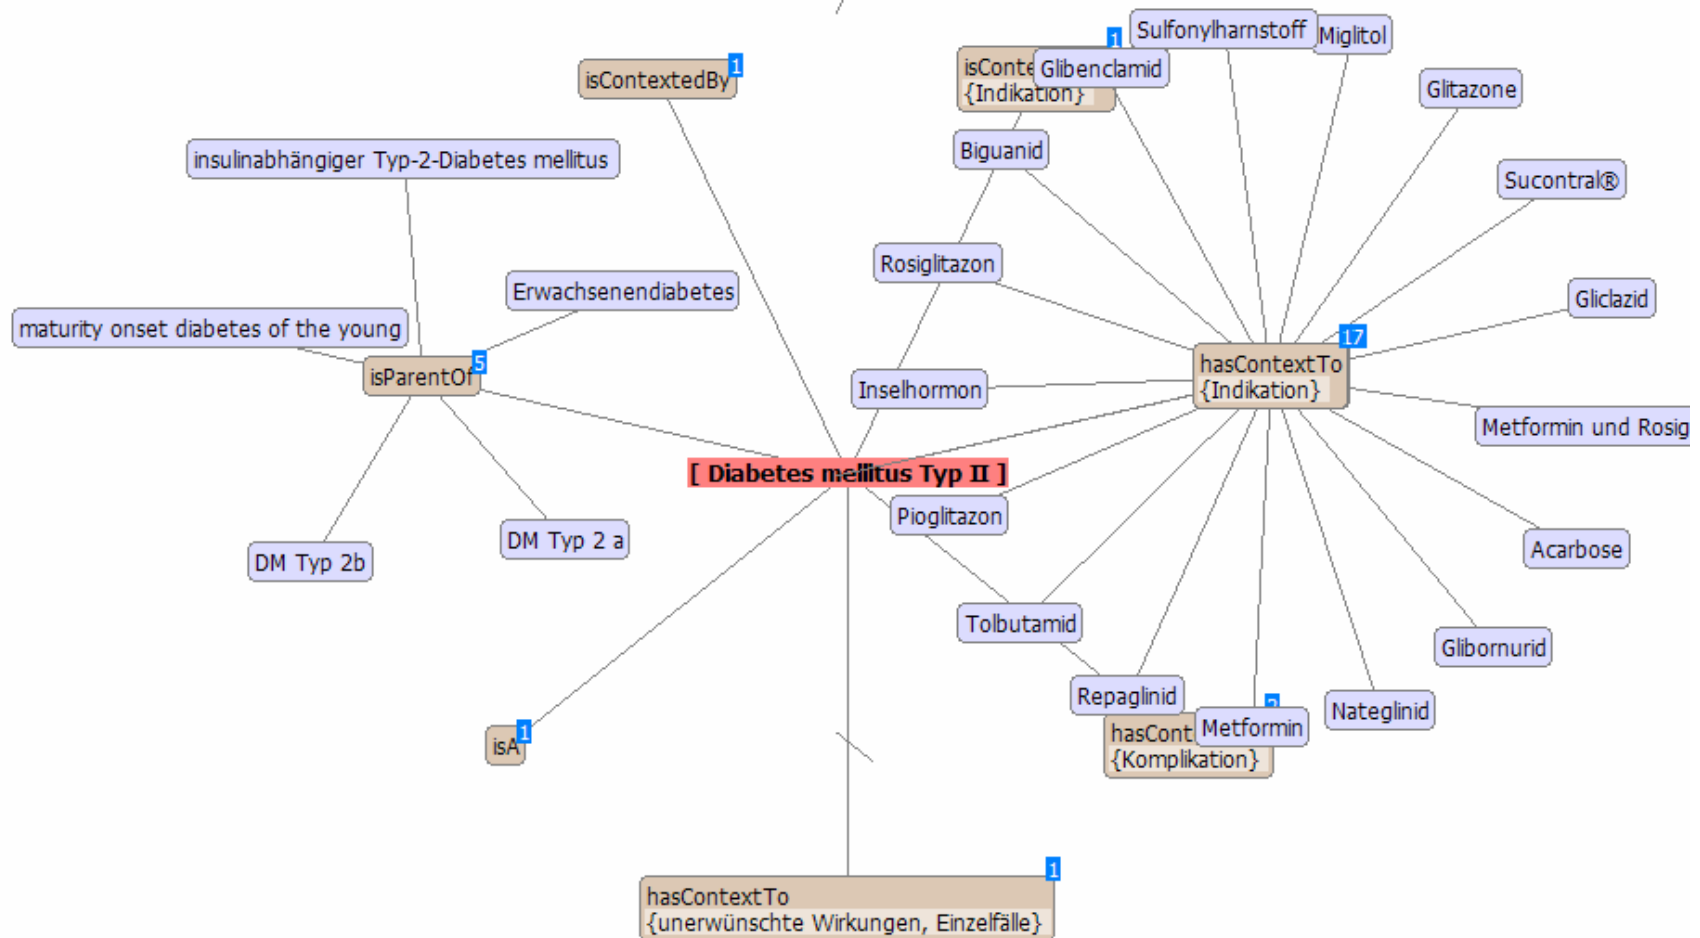 Sulfonylharnstoff
Miglitol
1
isContextedBy
1
Glibenclamid
{Indikation}
Glitazone
Biguanid
insulinabhängiger Typ-2-Diabetes mellitus
Sucontral®
Rosiglitazon
Erwachsenendiabetes
Gliclazid
maturity onset diabetes of the young
isParentOf
5
hasContextTo
17
{Indikation}
Inselhormon
Metformin und Rosig
[ Diabetes mellitus Typ II ]
Pioglitazon
DM Typ 2 a
DM Typ 2b
Acarbose
Tolbutamid
Glibornurid
Repaglinid
Nateglinid
Metformin
isA
1
hasCont
{Komplikation}
hasContextTo
1
{unerwünschte Wirkungen, Einzelfälle}